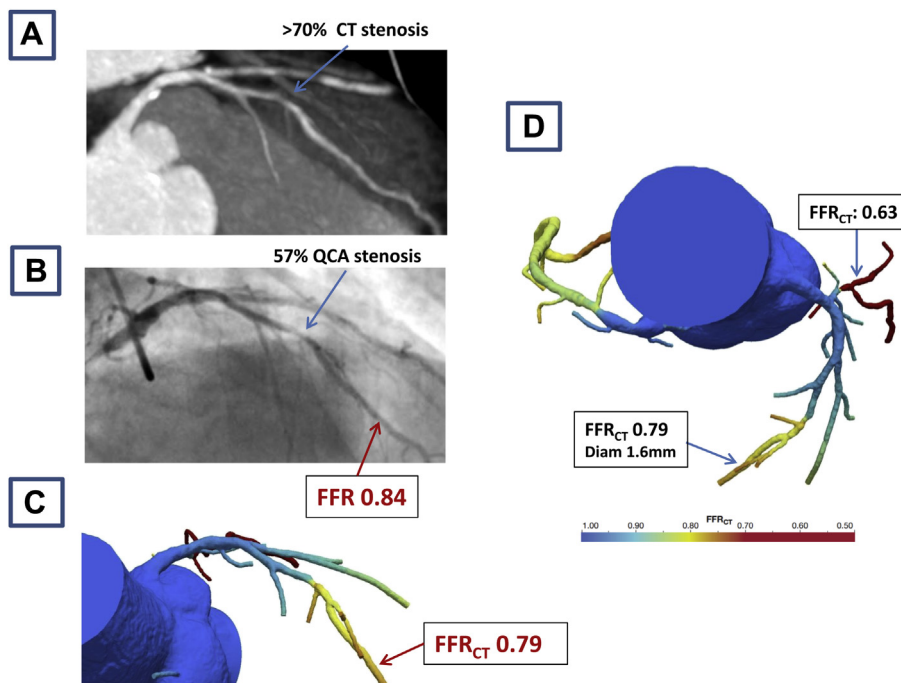 A
>70% CT stenosis
B
57% QCA stenosis
FFR 0.84
C
FFRCT 0.79
D
FFRCT: 0.63
FFRCT 0.79
Diam 1.6mm
FFRCT
1.00 0.90 0.80 0.70 0.60 0.50